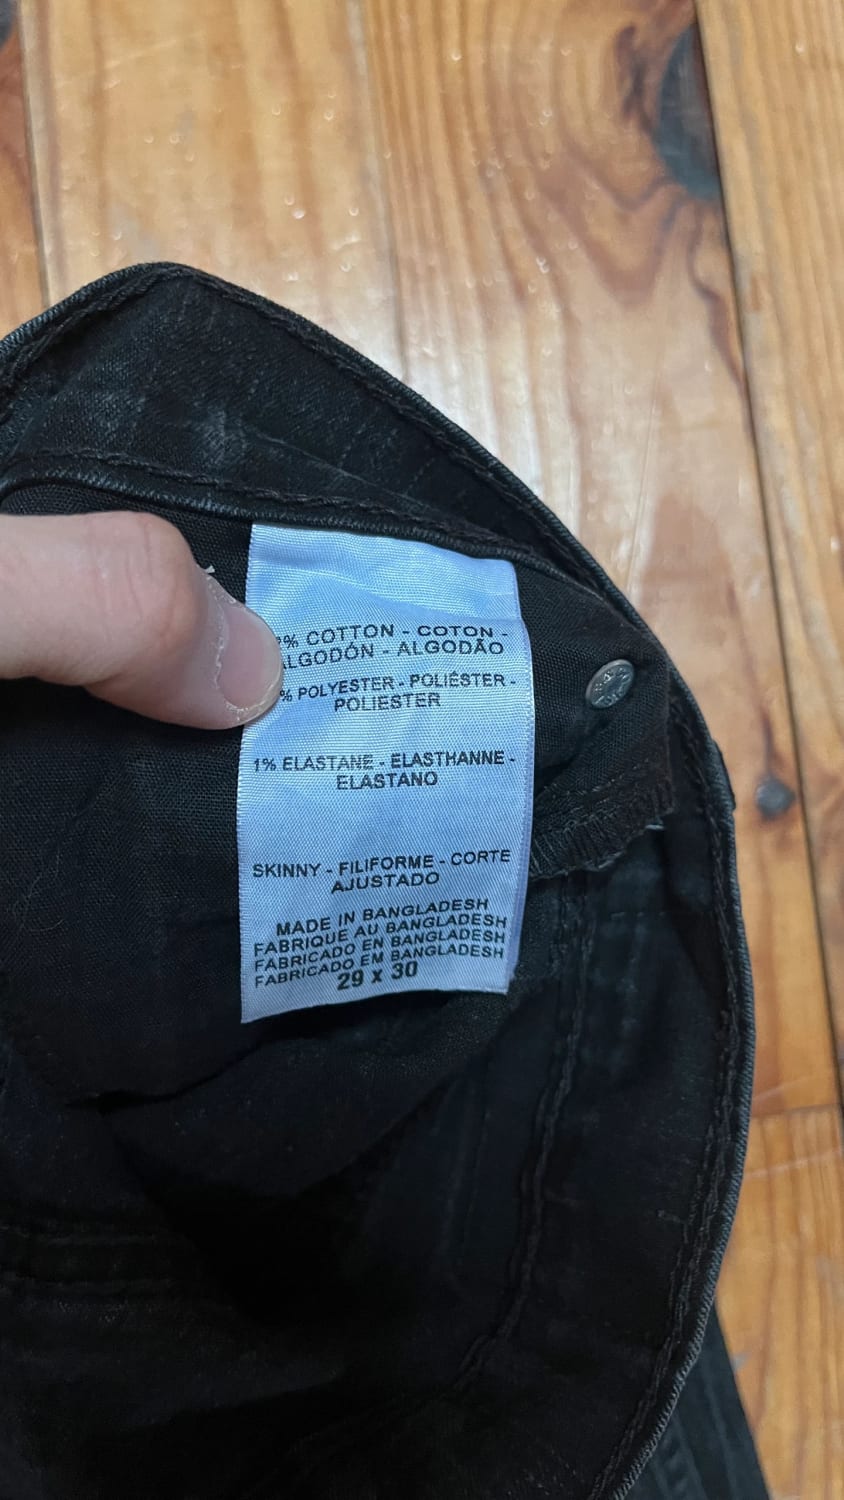 % COTTON - COTON -
ALGODÓN - ALGODÃO
% POLYESTER - POLIÉSTER -
POLIESTER
1% ELASTANE - ELASTHANNE -
ELASTANO
SKINNY - FILIFORME - CORTE
AJUSTADO
MADE IN BANGLADESH
FABRIQUE AU BANGLADESH
FABRICADO EN BANGLADESH
FABRICADO EM BANGLADESH
29 x 30